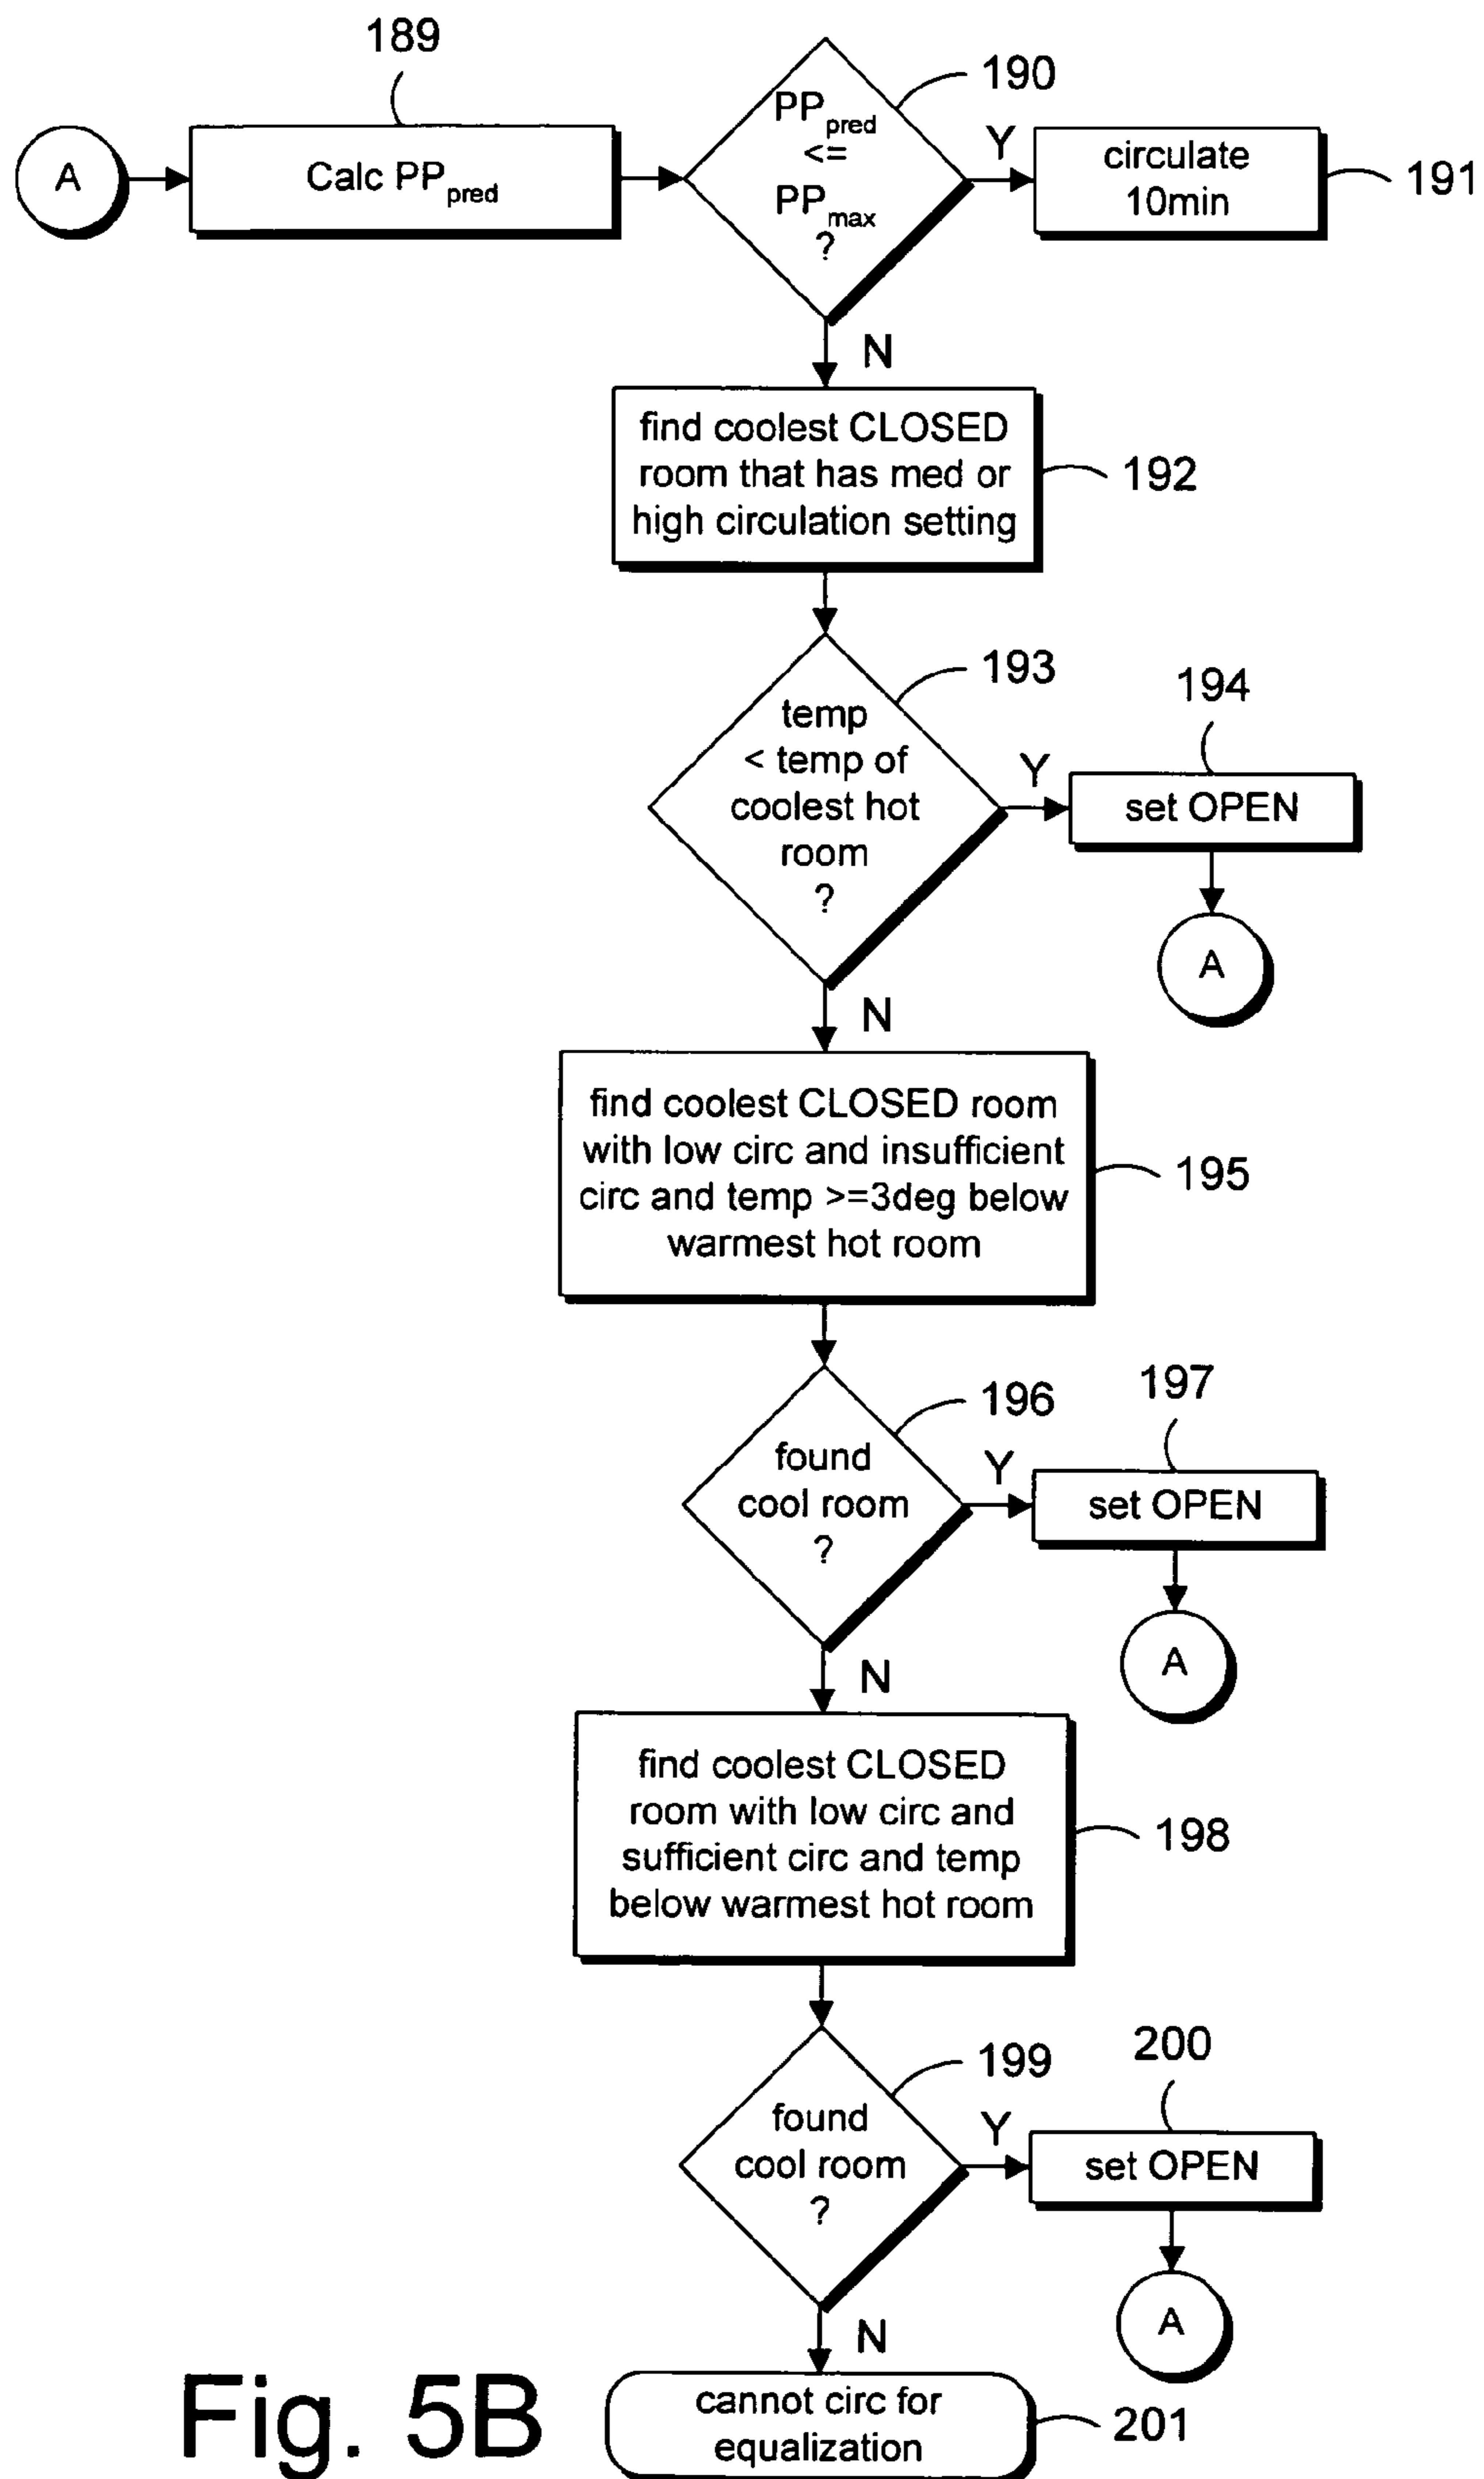 189
A
Calc PPpred
190
PPpred
<=
PPmax
?
Y
circulate
10min
191
N
find coolest CLOSED
room that has med or
high circulation setting
192
193
temp
< temp of
coolest hot
room
?
Y
194
set OPEN
A
N
find coolest CLOSED room
with low circ and insufficient
circ and temp >=3deg below
warmest hot room
195
196
found
cool room
?
Y
197
set OPEN
A
N
find coolest CLOSED
room with low circ and
sufficient circ and temp
below warmest hot room
198
199
found
cool room
?
Y
200
set OPEN
A
N
cannot circ for
equalization
201
Fig. 5B